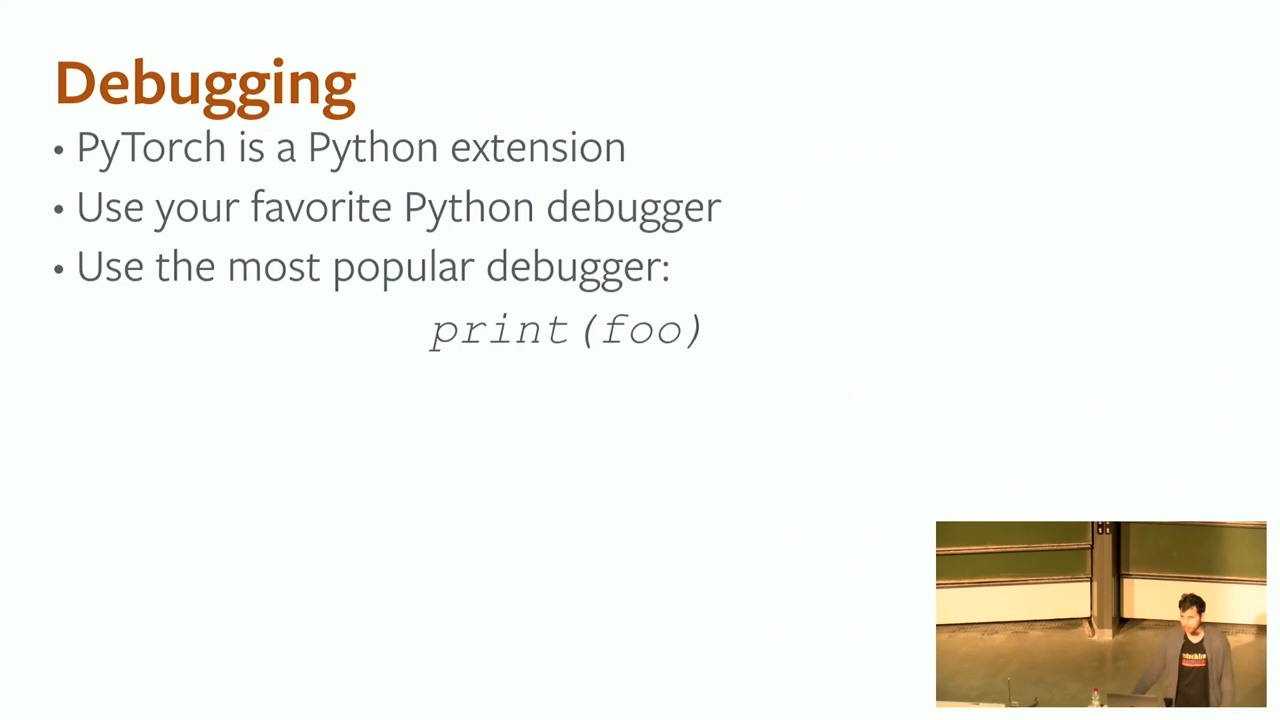 Debugging
• PyTorch is a Python extension
• Use your favorite Python debugger
• Use the most popular debugger:
print(foo)